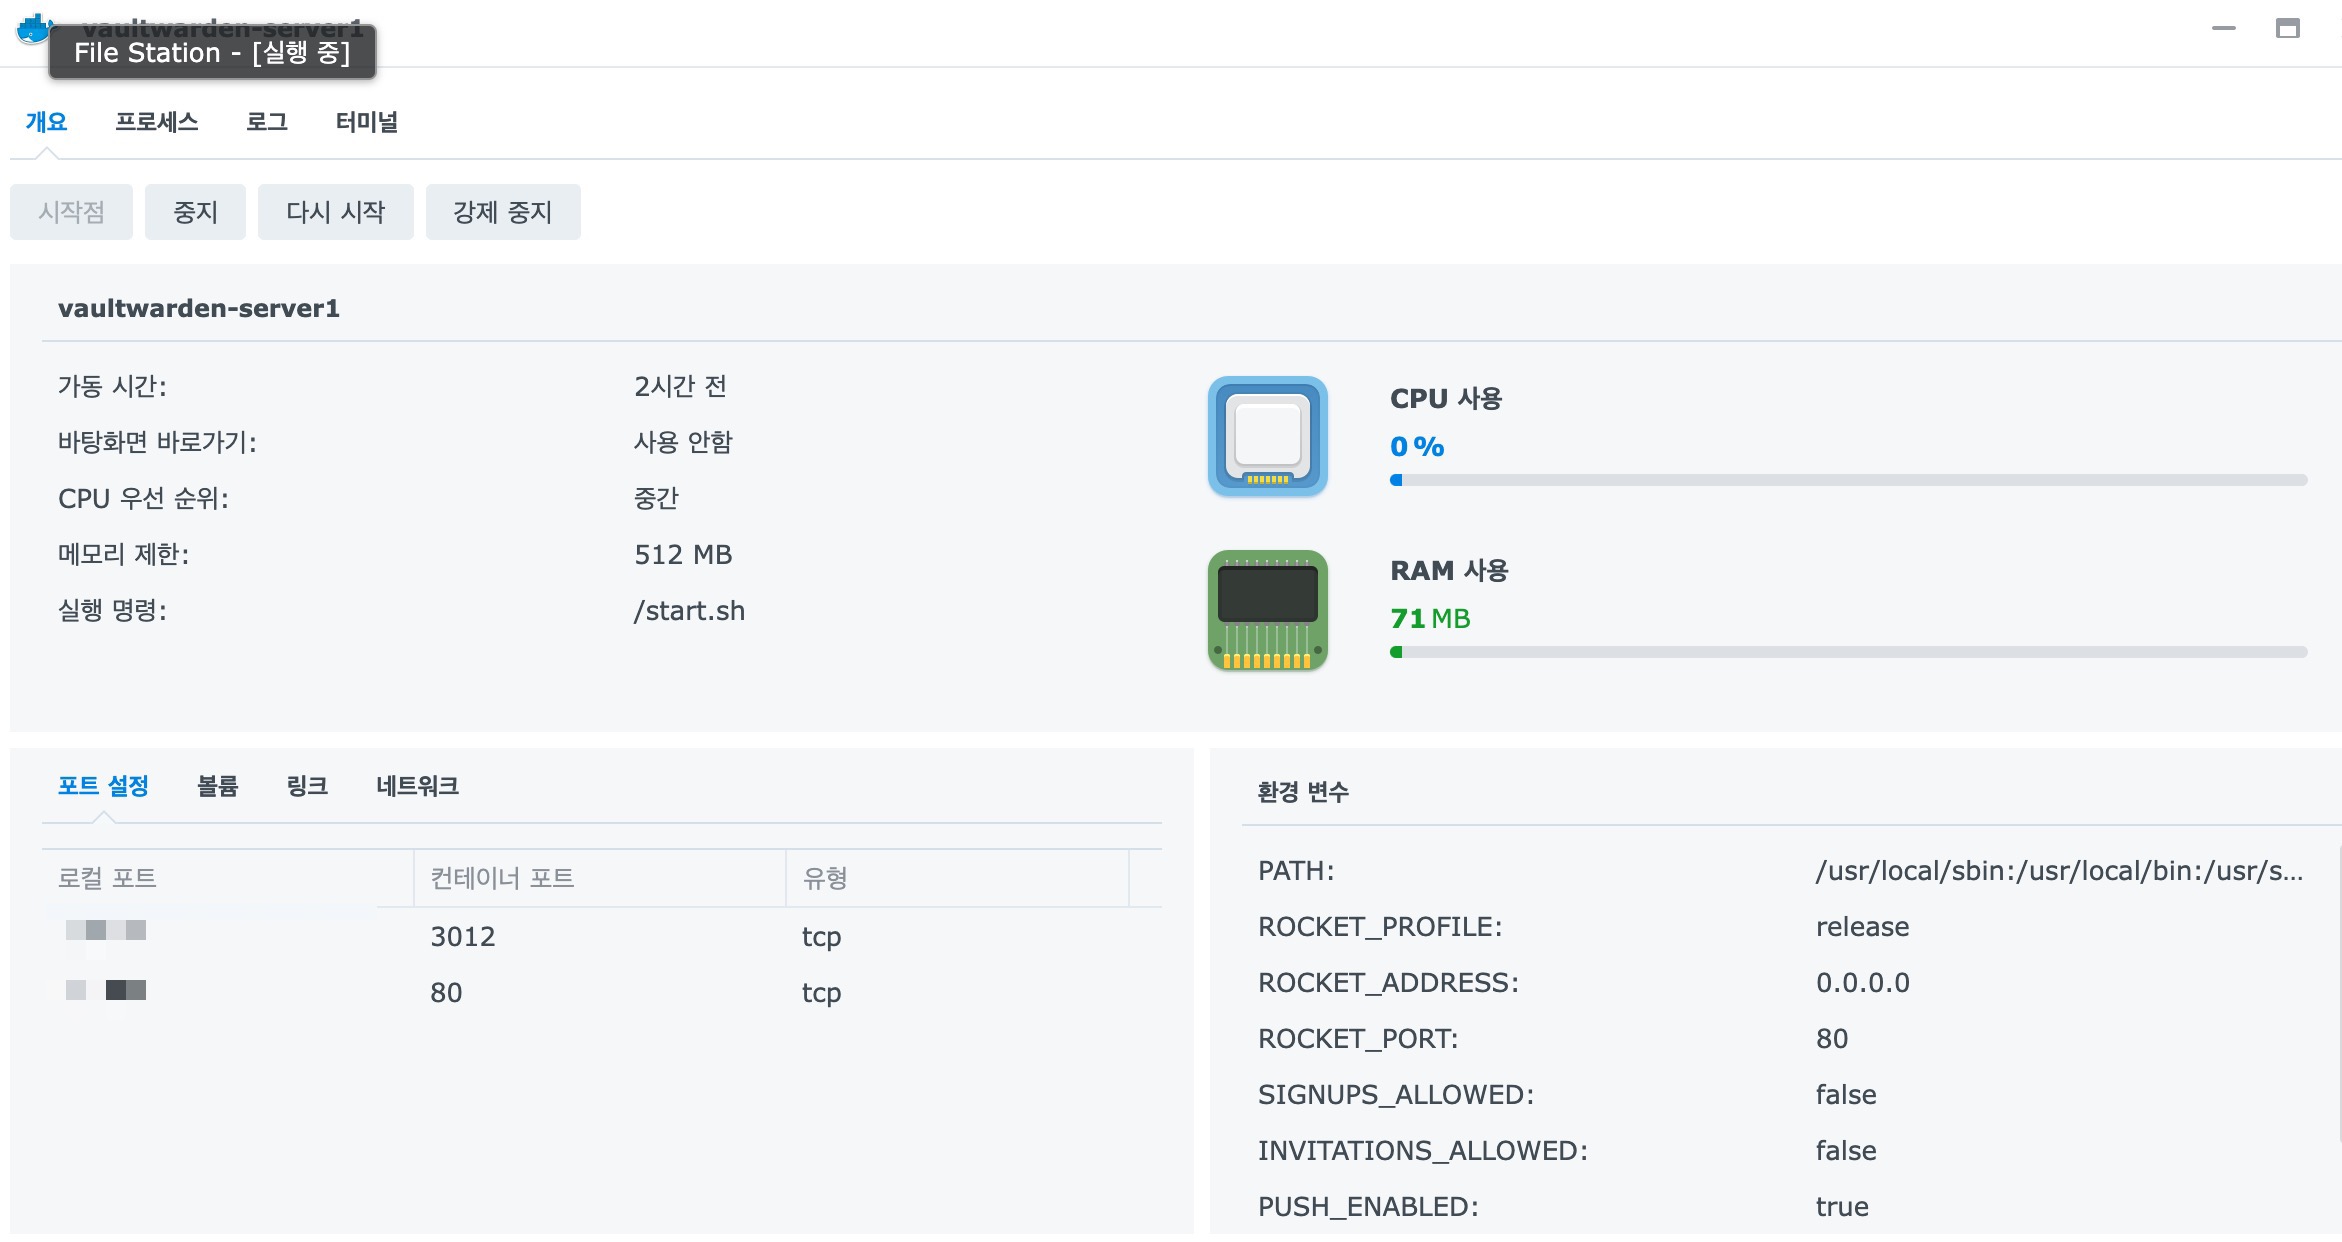 vaultwarden-server1
File Station - [실행 중]
개요 프로세스 로그 터미널
시작점 중지 다시 시작 강제 중지
vaultwarden-server1
가동 시간: 2시간 전
바탕화면 바로가기: 사용 안함
CPU 우선 순위: 중간
메모리 제한: 512 MB
실행 명령: /start.sh
CPU 사용
0 %
RAM 사용
71 MB
포트 설정 볼륨 링크 네트워크
로컬 포트 컨테이너 포트 유형
3012 tcp
80 tcp
환경 변수
PATH: /usr/local/sbin:/usr/local/bin:/usr/s...
ROCKET_PROFILE: release
ROCKET_ADDRESS: 0.0.0.0
ROCKET_PORT: 80
SIGNUPS_ALLOWED: false
INVITATIONS_ALLOWED: false
PUSH_ENABLED: true